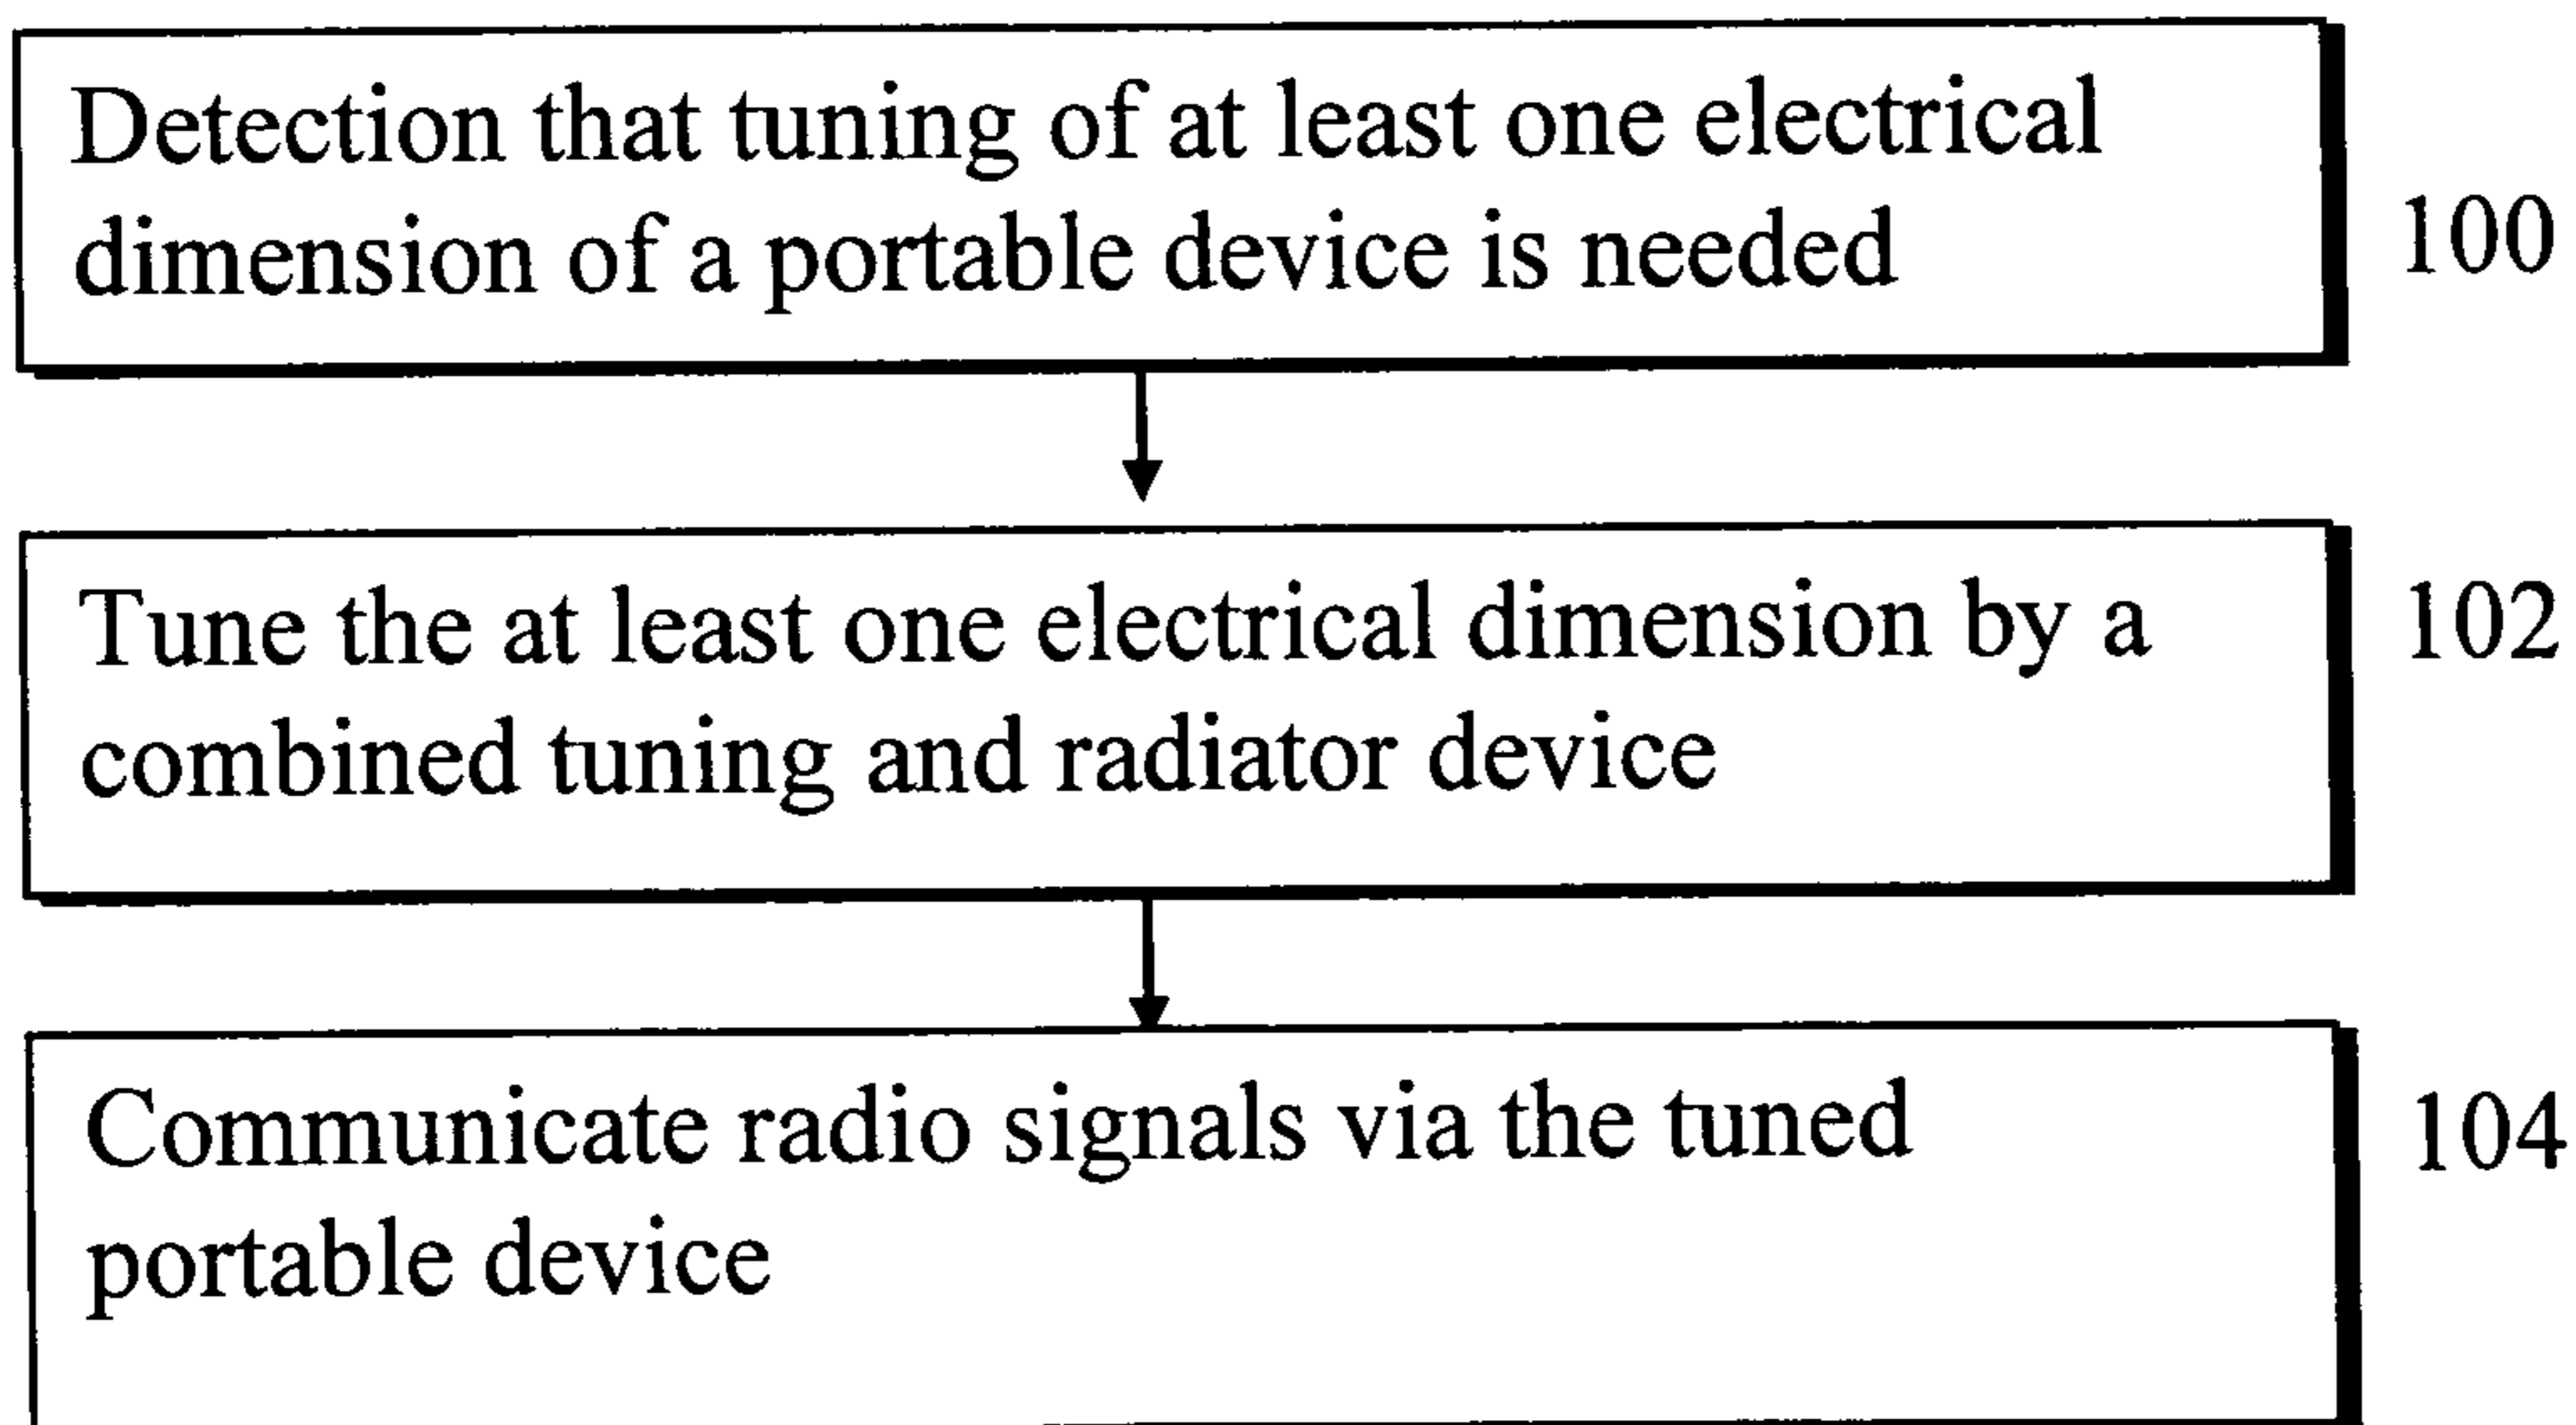 Detection that tuning of at least one electrical
dimension of a portable device is needed
100
Tune the at least one electrical dimension by a
combined tuning and radiator device
102
Communicate radio signals via the tuned
portable device
104